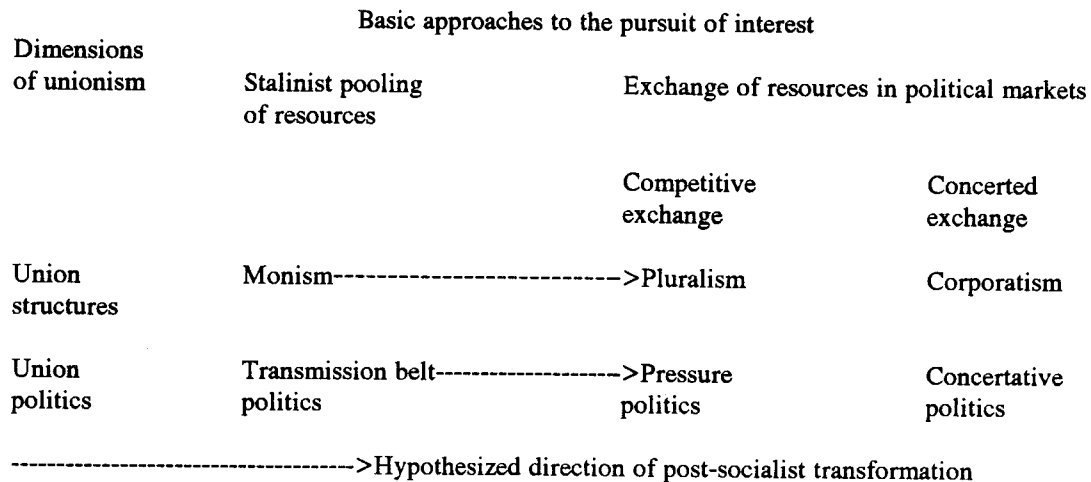 Basic approaches to the pursuit of interest
Dimensions
of unionism
Stalinist pooling
of resources
Exchange of resources in political markets
Competitive
exchange
Concerted
exchange
Union
structures
Monism---------------------------->Pluralism
Corporatism
Union
politics
Transmission belt------------------->Pressure
politics
politics
Concertative
politics
----------------------------------->Hypothesized direction of post-socialist transformation